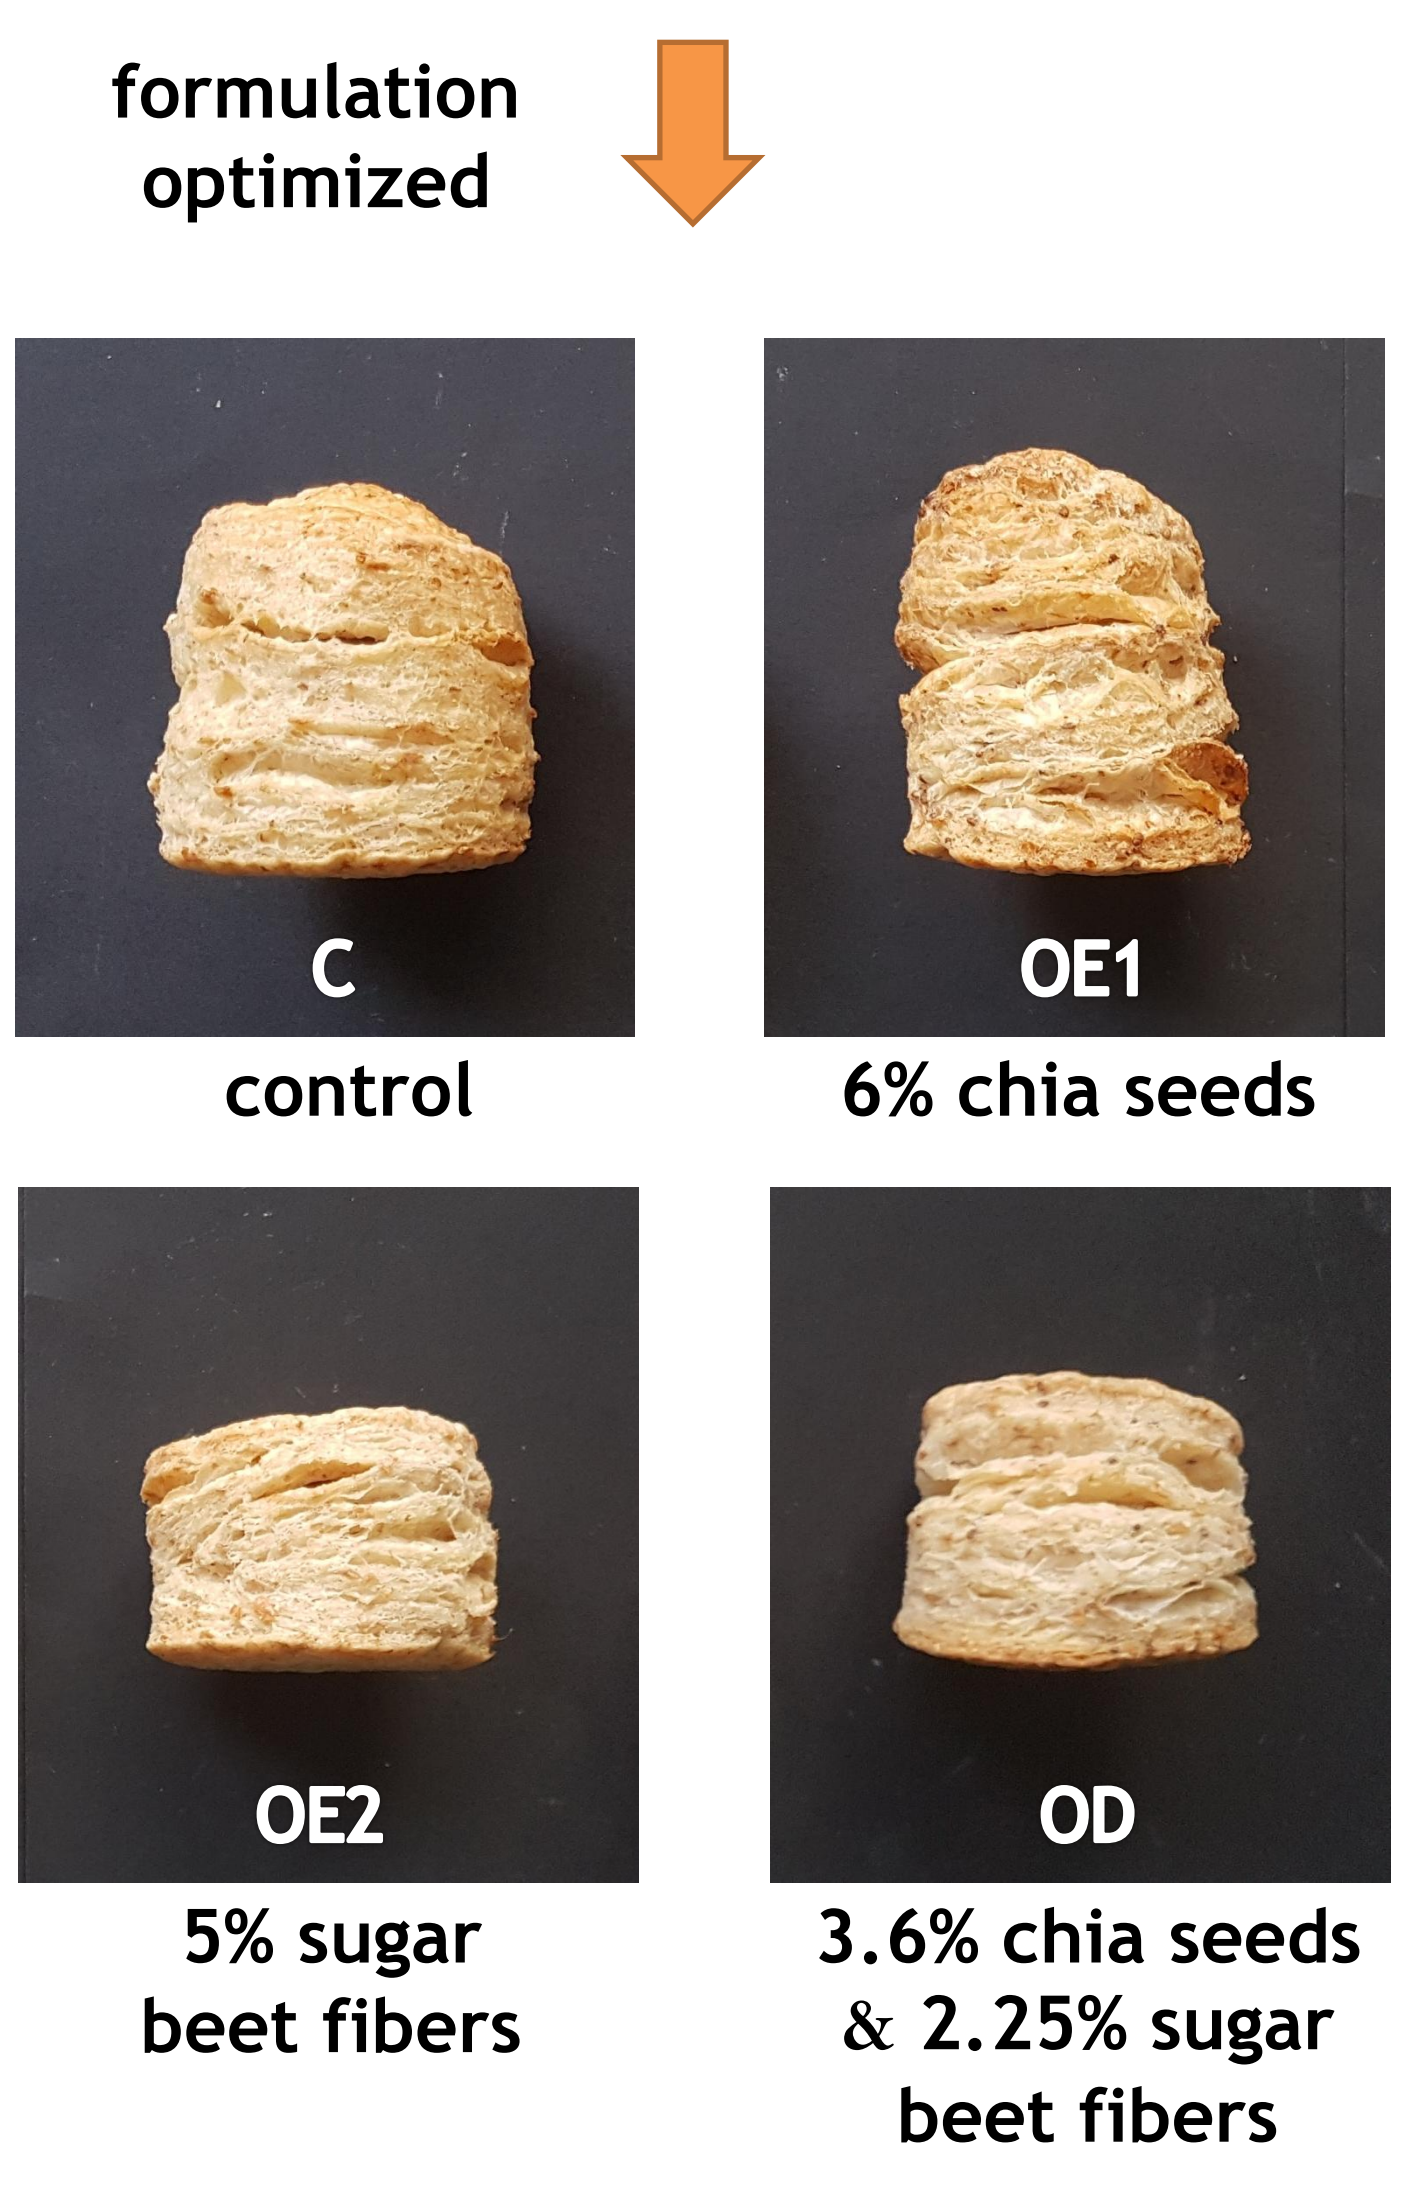 formulation
optimized
C
control
OE1
6% chia seeds
OE2
5% sugar
beet fibers
OD
3.6% chia seeds
& 2.25% sugar
beet fibers